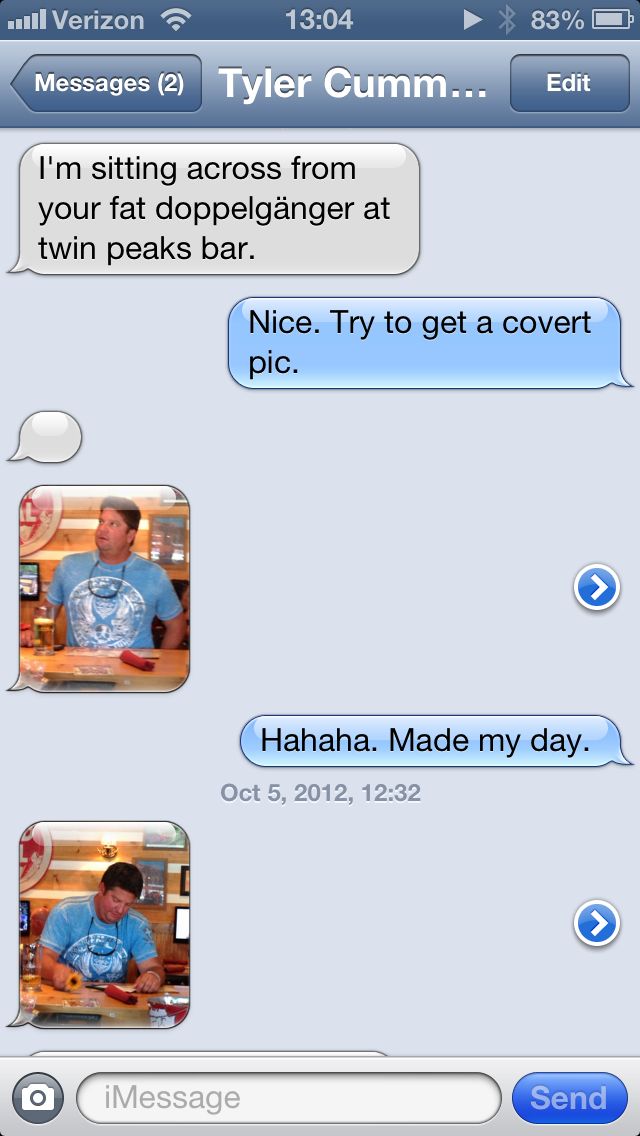 Verizon 13:04 83%
Messages (2) Tyler Cumm... Edit
I'm sitting across from
your fat doppelgänger at
twin peaks bar.
Nice. Try to get a covert
pic.
Hahaha. Made my day.
Oct 5, 2012, 12:32
iMessage Send